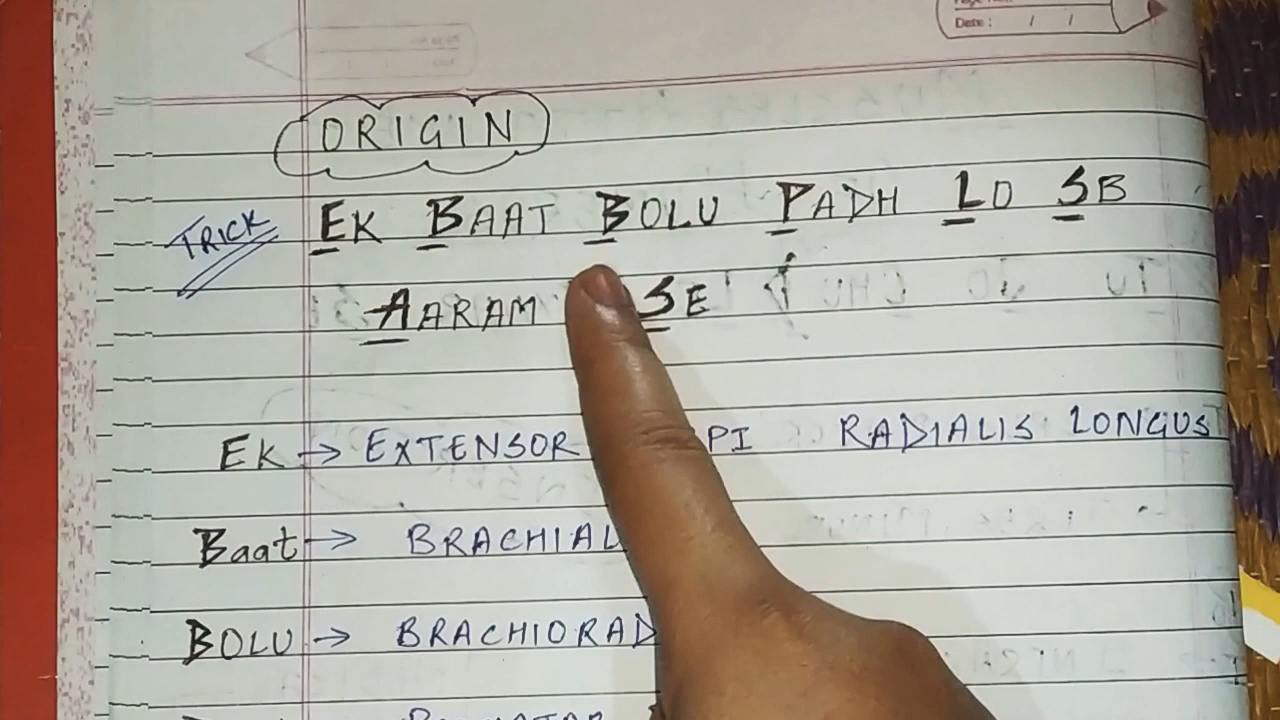 Date : / /
ORIGIN
TRICK EK BAAT BOLU PADH LO SB
AARAM SE
EK → EXTENSOR PI RADIALIS LONGUS
Baat → BRACHIAL
BOLU → BRACHIORAD